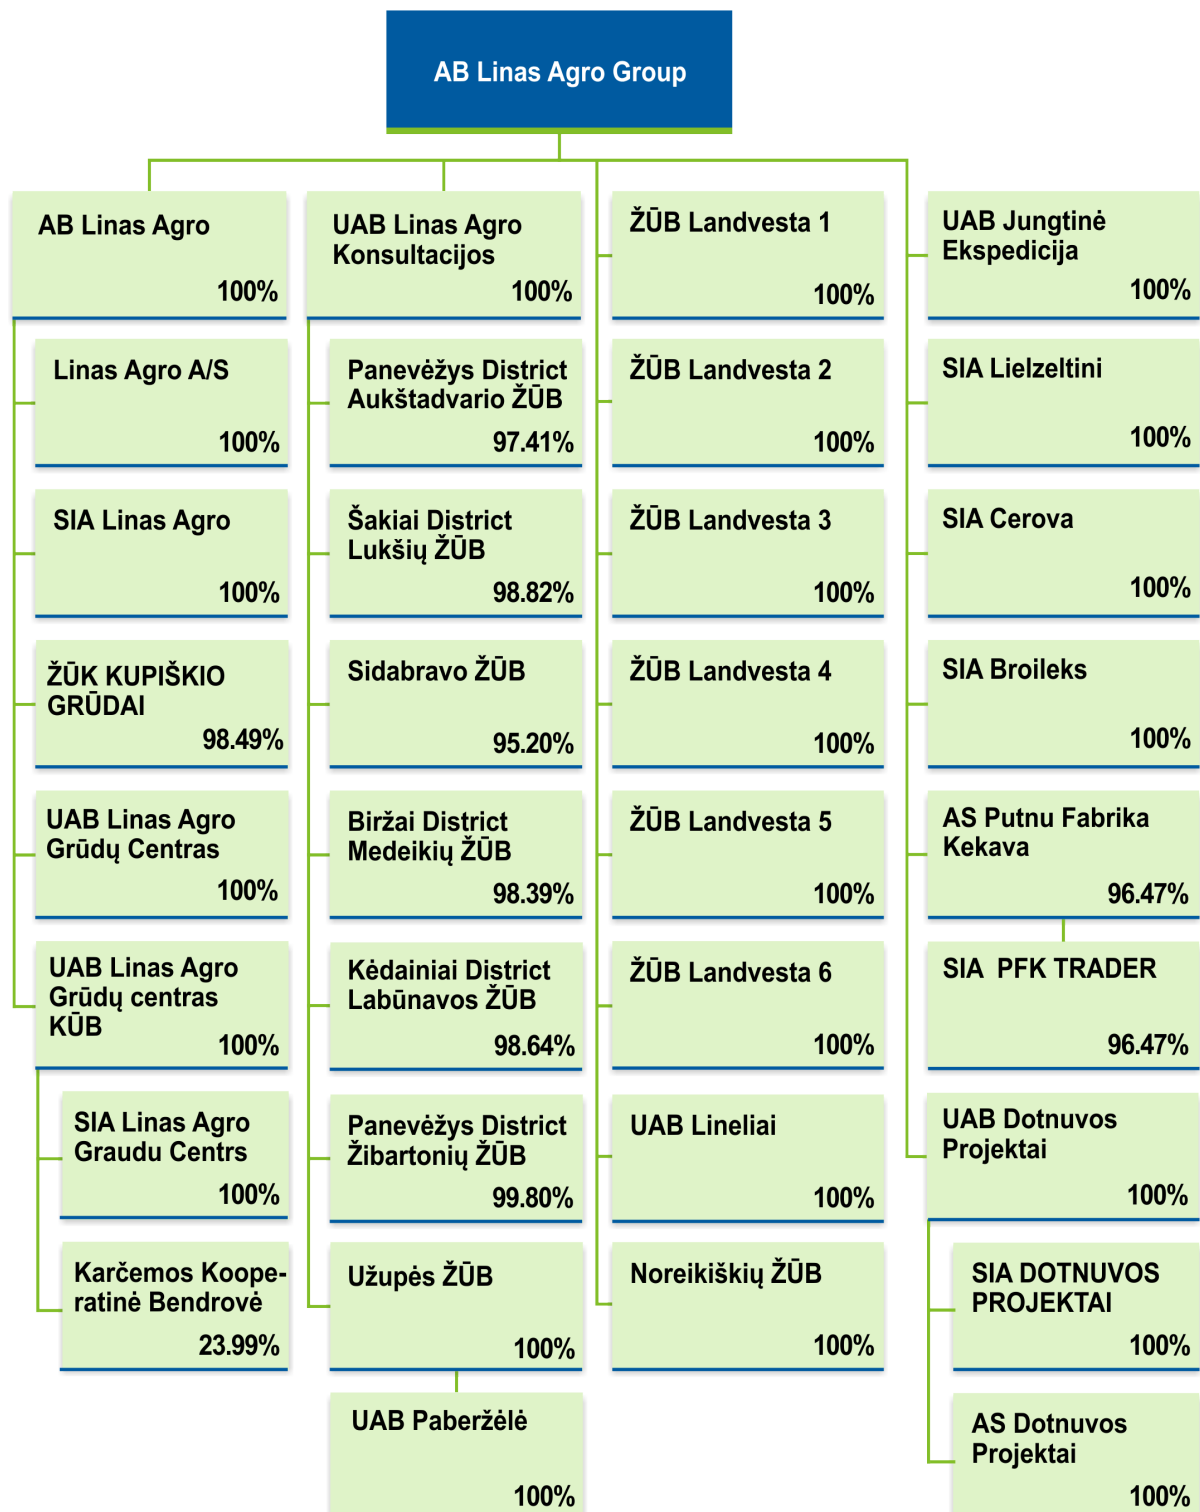 AB Linas Agro Group
AB Linas Agro
100%
Linas Agro A/S
100%
SIA Linas Agro
100%
ŽŪK KUPIŠKIO
GRŪDAI
98.49%
UAB Linas Agro
Grūdų Centras
100%
UAB Linas Agro
Grūdų centras
KŪB
100%
SIA Linas Agro
Graudu Centrs
100%
Karčemos Koope-
ratinė Bendrovė
23.99%
UAB Linas Agro
Konsultacijos
100%
Panevėžys District
Aukštadvario ŽŪB
97.41%
Šakiai District
Lukšių ŽŪB
98.82%
Sidabravo ŽŪB
95.20%
Biržai District
Medeikių ŽŪB
98.39%
Kėdainiai District
Labūnavos ŽŪB
98.64%
Panevėžys District
Žibartonių ŽŪB
99.80%
Užupės ŽŪB
100%
UAB Paberžėlė
100%
ŽŪB Landvesta 1
100%
ŽŪB Landvesta 2
100%
ŽŪB Landvesta 3
100%
ŽŪB Landvesta 4
100%
ŽŪB Landvesta 5
100%
ŽŪB Landvesta 6
100%
UAB Lineliai
100%
Noreikiškių ŽŪB
100%
UAB Jungtinė
Ekspedicija
100%
SIA Lielzeltini
100%
SIA Cerova
100%
SIA Broileks
100%
AS Putnu Fabrika
Kekava
96.47%
SIA PFK TRADER
96.47%
UAB Dotnuvos
Projektai
100%
SIA DOTNUVOS
PROJEKTAI
100%
AS Dotnuvos
Projektai
100%